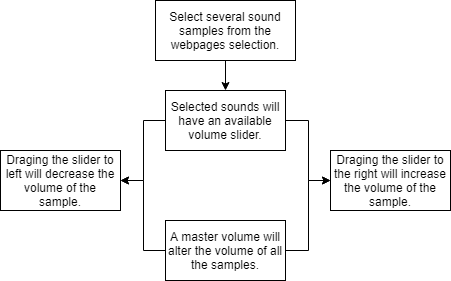 Select several sound
samples from the
webpages selection.
Selected sounds will
have an available
volume slider.
Draging the slider to
left will decrease the
volume of the
sample.
Draging the slider to
the right will increase
the volume of the
sample.
A master volume will
alter the volume of all
the samples.